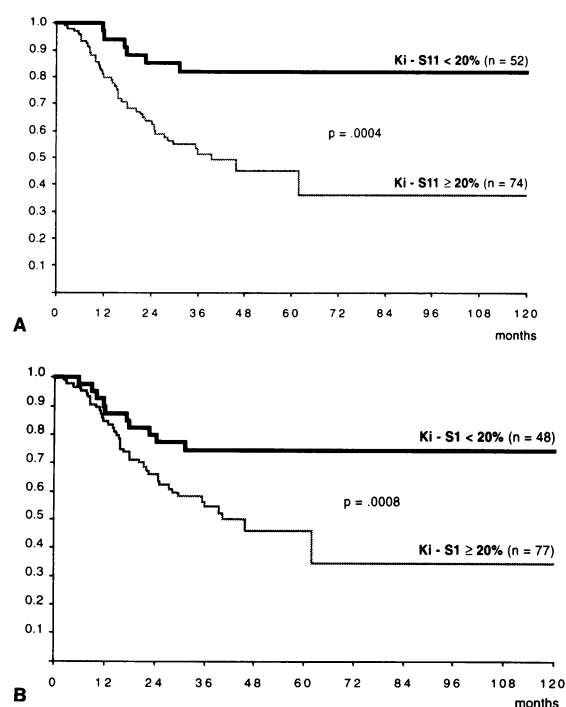 1.0
0.9
0.8
0.7
0.6
0.5
0.4
0.3
0.2
0.1
Ki - S11 < 20% (n = 52)
p = .0004
Ki - S11 ≥ 20% (n = 74)
0 12 24 36 48 60 72 84 96 108 120
A
months
1.0
0.9
0.8
0.7
0.6
0.5
0.4
0.3
0.2
0.1
Ki - S1 < 20% (n = 48)
p = .0008
Ki - S1 ≥ 20% (n = 77)
0 12 24 36 48 60 72 84 96 108 120
B
months